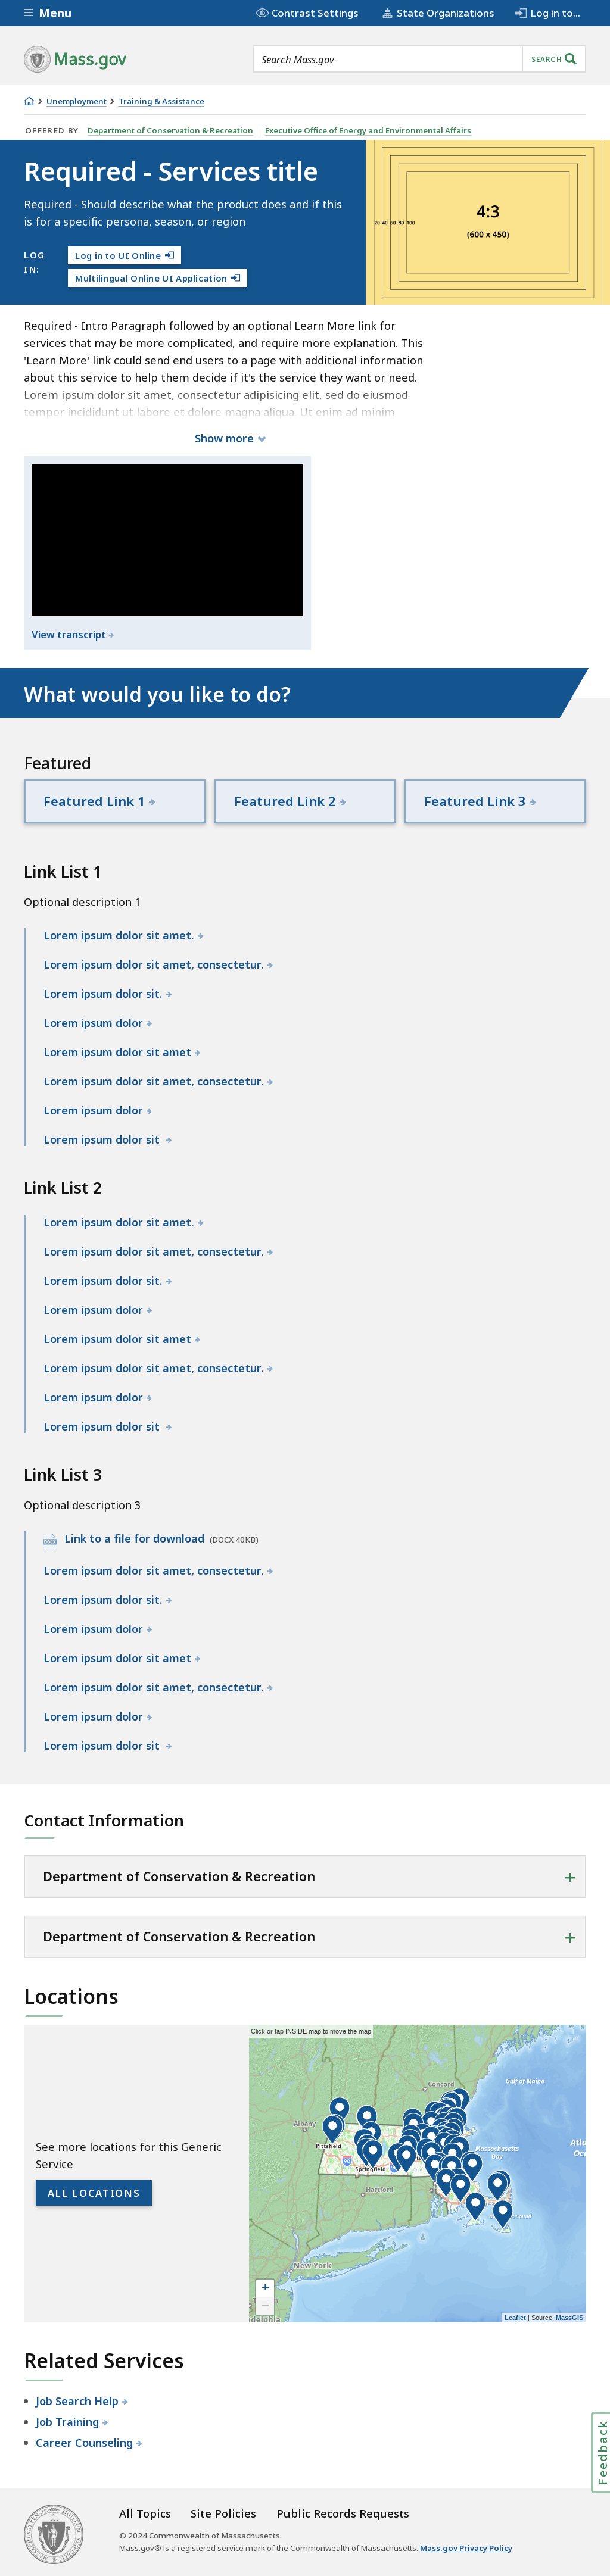 Menu
Contrast Settings
State Organizations
Log in to...
Mass.gov
Search Mass.gov
SEARCH
Unemployment
Training & Assistance
OFFERED BY
Department of Conservation & Recreation
Executive Office of Energy and Environmental Affairs
Required - Services title
Required - Should describe what the product does and if this
is for a specific persona, season, or region
LOG
IN:
Log in to UI Online
Multilingual Online UI Application
4:3
20 40 60 80 100
(600 x 450)
Required - Intro Paragraph followed by an optional Learn More link for
services that may be more complicated, and require more explanation. This
'Learn More' link could send end users to a page with additional information
about this service to help them decide if it's the service they want or need.
Lorem ipsum dolor sit amet, consectetur adipisicing elit, sed do eiusmod
tempor incididunt ut labore et dolore magna aliqua. Ut enim ad minim
Show more
View transcript
What would you like to do?
Featured
Featured Link 1
Featured Link 2
Featured Link 3
Link List 1
Optional description 1
Lorem ipsum dolor sit amet.
Lorem ipsum dolor sit amet, consectetur.
Lorem ipsum dolor sit.
Lorem ipsum dolor
Lorem ipsum dolor sit amet
Lorem ipsum dolor sit amet, consectetur.
Lorem ipsum dolor
Lorem ipsum dolor sit
Link List 2
Lorem ipsum dolor sit amet.
Lorem ipsum dolor sit amet, consectetur.
Lorem ipsum dolor sit.
Lorem ipsum dolor
Lorem ipsum dolor sit amet
Lorem ipsum dolor sit amet, consectetur.
Lorem ipsum dolor
Lorem ipsum dolor sit
Link List 3
Optional description 3
DOCX Link to a file for download (DOCX 40KB)
Lorem ipsum dolor sit amet, consectetur.
Lorem ipsum dolor sit.
Lorem ipsum dolor
Lorem ipsum dolor sit amet
Lorem ipsum dolor sit amet, consectetur.
Lorem ipsum dolor
Lorem ipsum dolor sit
Contact Information
Department of Conservation & Recreation
Department of Conservation & Recreation
Locations
See more locations for this Generic
Service
ALL LOCATIONS
Click or tap INSIDE map to move the map
Gulf of Maine
Concord
Albany
Pittsfield
Massachusetts
Bay
Springfield
90
Hartford
New York
+
−
Leaflet | Source: MassGIS
Related Services
Job Search Help
Job Training
Career Counseling
Feedback
All Topics
Site Policies
Public Records Requests
© 2024 Commonwealth of Massachusetts.
Mass.gov® is a registered service mark of the Commonwealth of Massachusetts. Mass.gov Privacy Policy